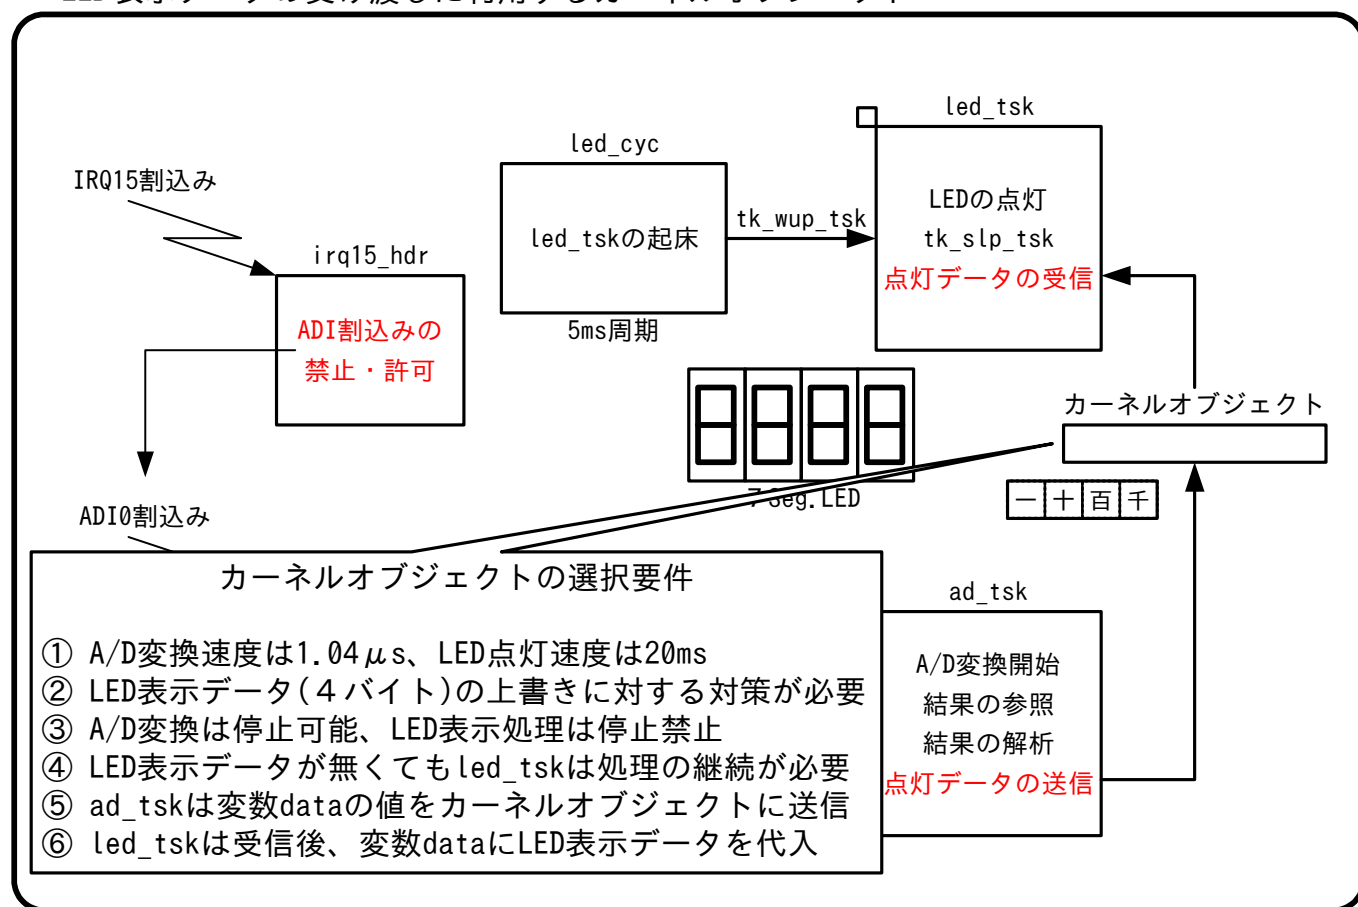 led_tsk
led_cyc
IRQ15割込み
LEDの点灯
tk_wup_tsk
led_tskの起床
tk_slp_tsk
irq15_hdr
点灯データの受信
ADI割込みの
禁止・許可
5ms周期
カーネルオブジェクト
7 Seg. LED
一 十 百 千
ADI0割込み
カーネルオブジェクトの選択要件
① A/D変換速度は1.04μs、LED点灯速度は20ms
② LED表示データ(４バイト)の上書きに対する対策が必要
③ A/D変換は停止可能、LED表示処理は停止禁止
④ LED表示データが無くてもled_tskは処理の継続が必要
⑤ ad_tskは変数dataの値をカーネルオブジェクトに送信
⑥ led_tskは受信後、変数dataにLED表示データを代入
ad_tsk
A/D変換開始
結果の参照
結果の解析
点灯データの送信